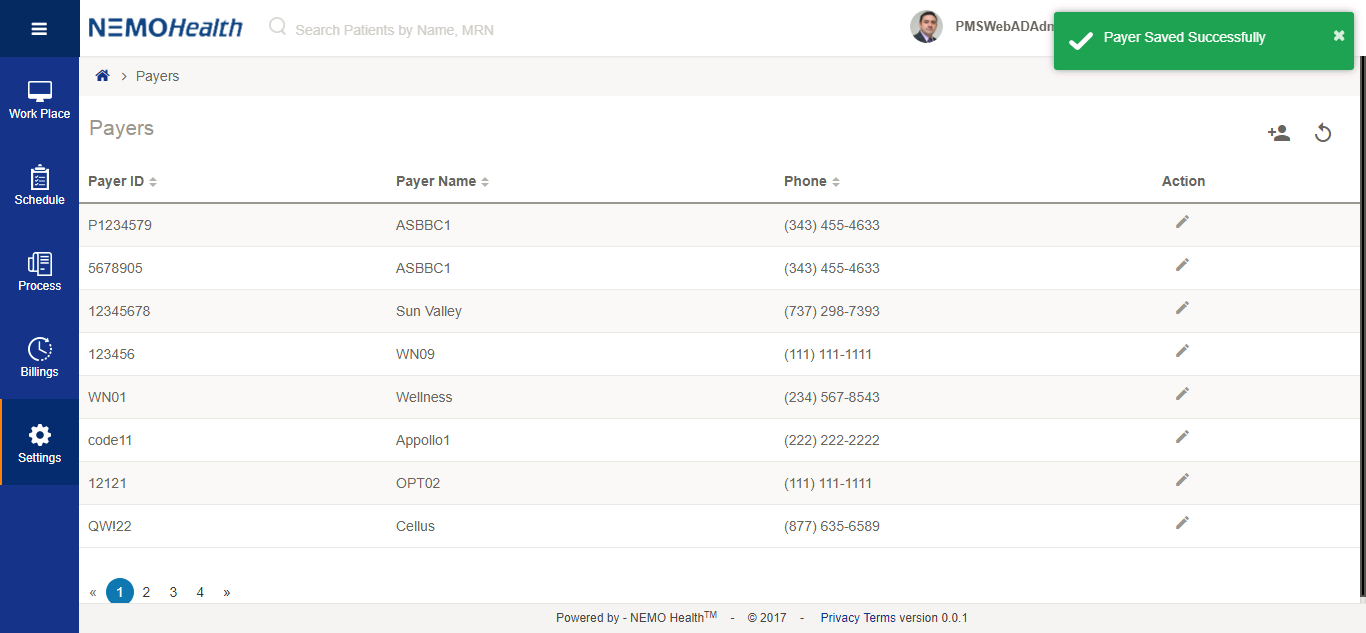 NEMOHealth
Search Patients by Name, MRN
PMSWebADAdn
Payer Saved Successfully
Work Place
Schedule
Process
Billings
Settings
Payers
Payers
Payer ID Payer Name Phone Action
P1234579 ASBBC1 (343) 455-4633
5678905 ASBBC1 (343) 455-4633
12345678 Sun Valley (737) 298-7393
123456 WN09 (111) 111-1111
WN01 Wellness (234) 567-8543
code11 Appollo1 (222) 222-2222
12121 OPT02 (111) 111-1111
QW!22 Cellus (877) 635-6589
« 1 2 3 4 »
Powered by - NEMO Health™ - © 2017 - Privacy Terms version 0.0.1